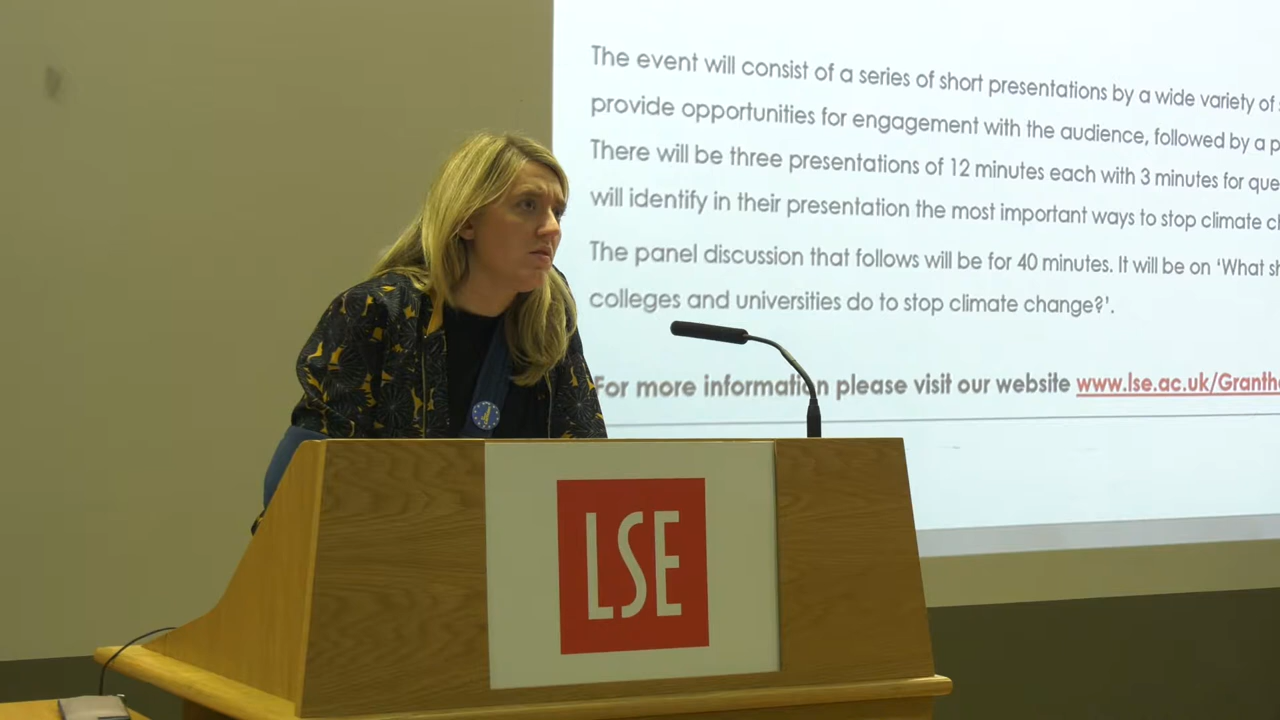 The event will consist of a series of short presentations by a wide variety of
provide opportunities for engagement with the audience, followed by a
There will be three presentations of 12 minutes each with 3 minutes for que
will identify in their presentation the most important ways to stop climate c
The panel discussion that follows will be for 40 minutes. It will be on ‘What sh
colleges and universities do to stop climate change?’.
For more information please visit our website www.lse.ac.uk/Granth
LSE